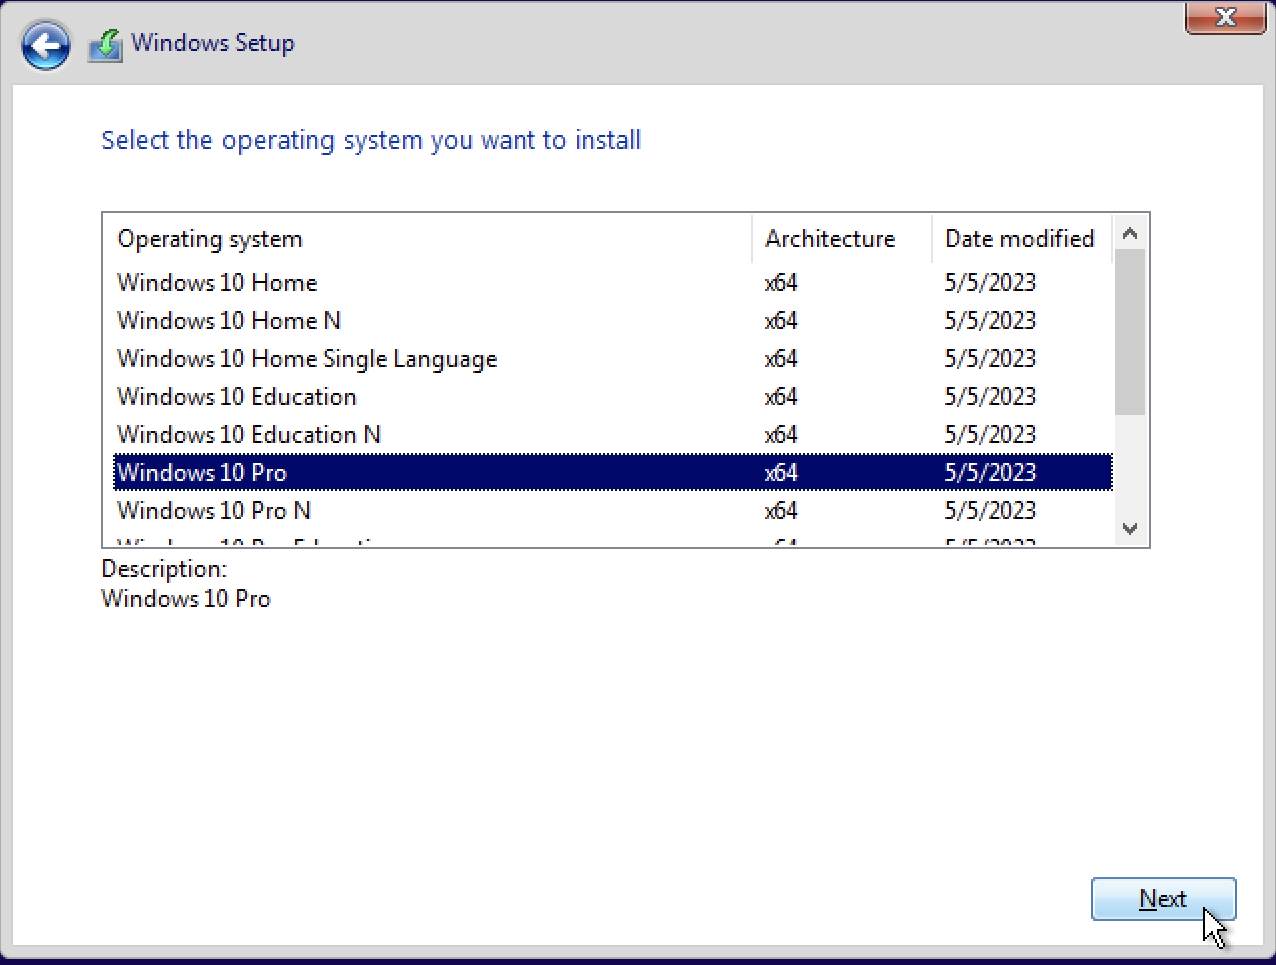 Windows Setup
Select the operating system you want to install
Operating system Architecture Date modified
Windows 10 Home x64 5/5/2023
Windows 10 Home N x64 5/5/2023
Windows 10 Home Single Language x64 5/5/2023
Windows 10 Education x64 5/5/2023
Windows 10 Education N x64 5/5/2023
Windows 10 Pro x64 5/5/2023
Windows 10 Pro N x64 5/5/2023
Description:
Windows 10 Pro
Next